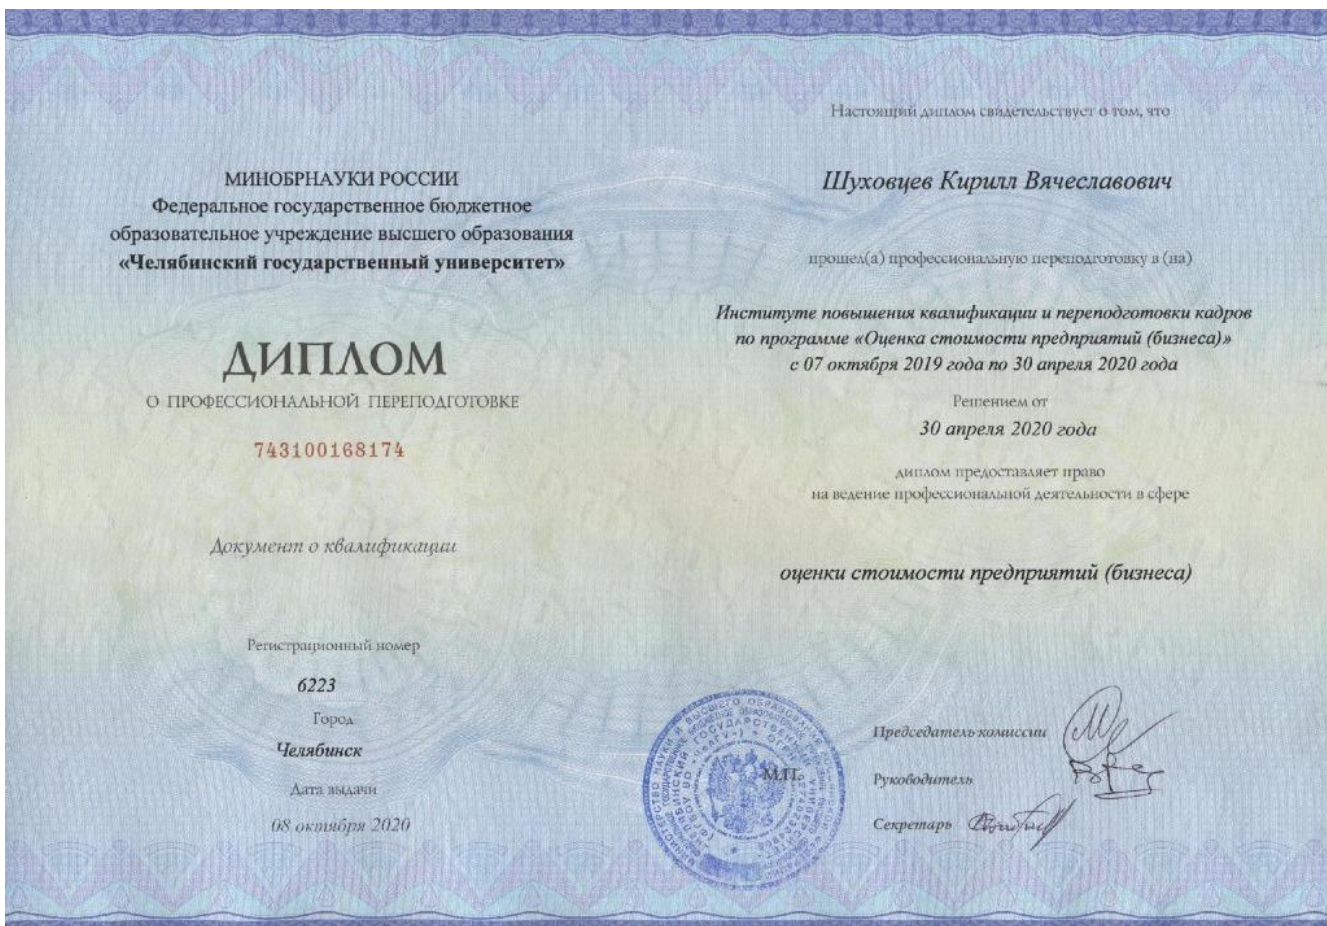 МИНОБРНАУКИ РОССИИ
Федеральное государственное бюджетное
образовательное учреждение высшего образования
«Челябинский государственный университет»
ДИПЛОМ
О ПРОФЕССИОНАЛЬНОЙ ПЕРЕПОДГОТОВКЕ
743100168174
Документ о квалификации
Регистрационный номер
6223
Город
Челябинск
Дата выдачи
08 октября 2020
Настоящий диплом свидетельствует о том, что
Шуховцев Кирилл Вячеславович
прошел(а) профессиональную переподготовку в (на)
Институте повышения квалификации и переподготовки кадров
по программе «Оценка стоимости предприятий (бизнеса)»
с 07 октября 2019 года по 30 апреля 2020 года
Решением от
30 апреля 2020 года
диплом предоставляет право
на ведение профессиональной деятельности в сфере
оценки стоимости предприятий (бизнеса)
М.П.
Председатель комиссии
Руководитель
Секретарь